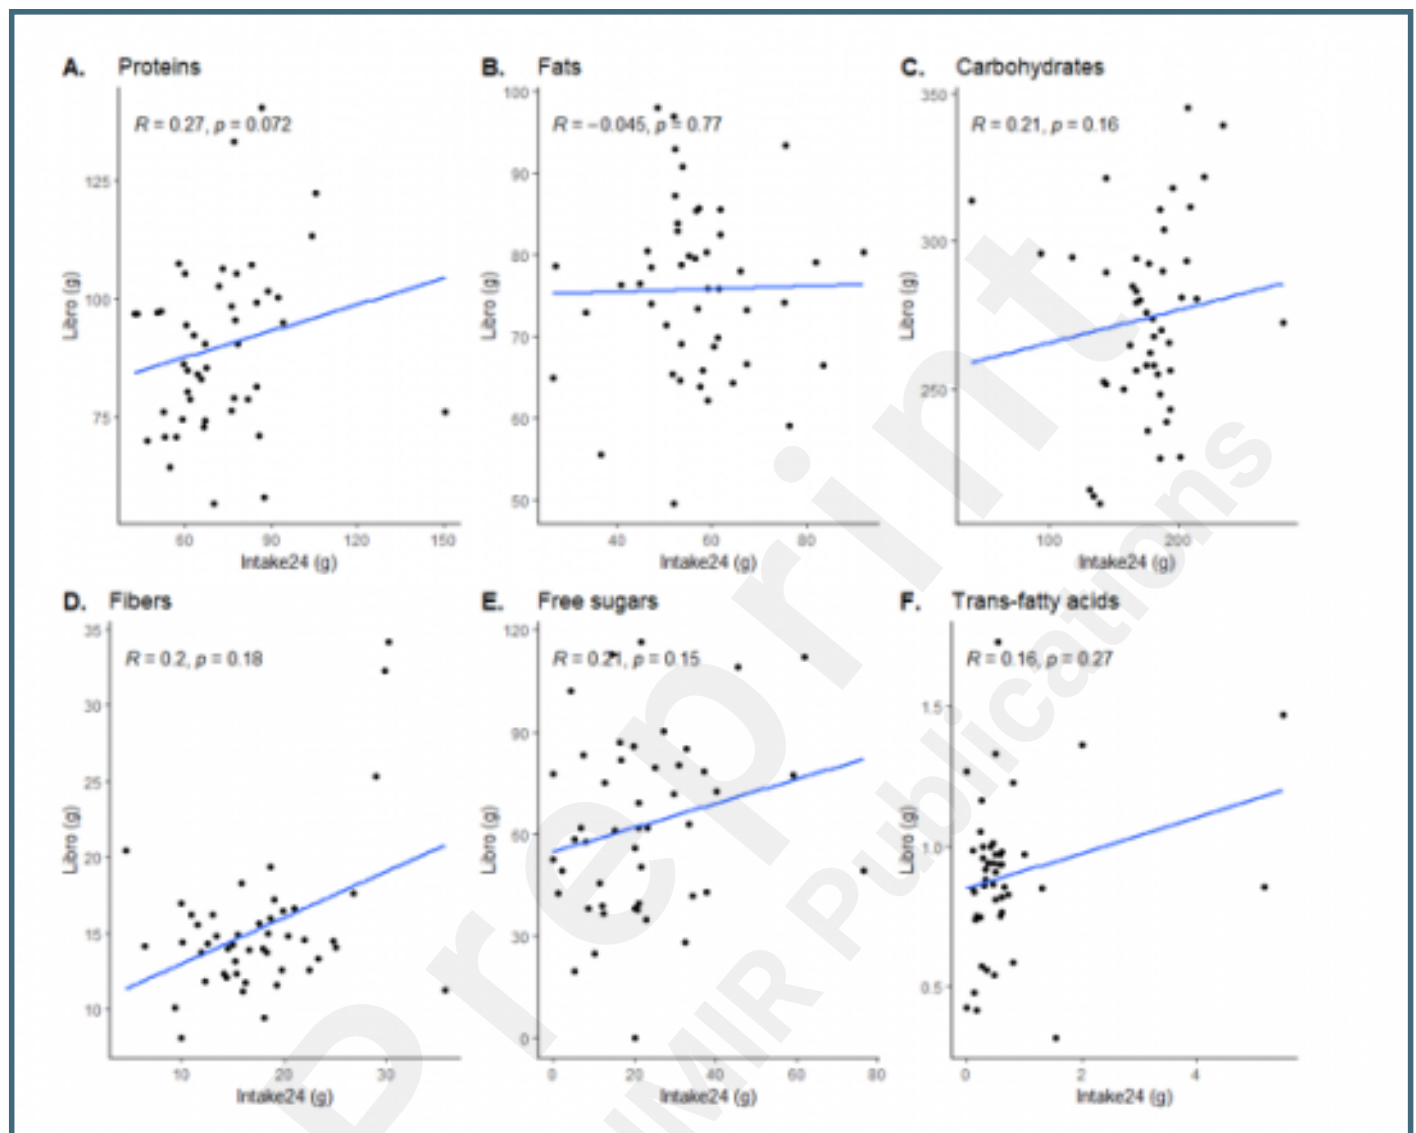 A. Proteins
R = 0.27, p = 0.072
125
100
75
Libro (g)
60 90 120 150
Intake24 (g)
B. Fats
R = −0.045, p = 0.77
100
90
80
70
60
50
Libro (g)
40 60 80
Intake24 (g)
C. Carbohydrates
R = 0.21, p = 0.16
350
300
250
Libro (g)
100 200
Intake24 (g)
D. Fibers
R = 0.2, p = 0.18
35
30
25
20
15
10
Libro (g)
10 20 30
Intake24 (g)
E. Free sugars
R = 0.21, p = 0.15
120
90
60
30
0
Libro (g)
0 20 40 60 80
Intake24 (g)
F. Trans-fatty acids
R = 0.16, p = 0.27
1.5
1.0
0.5
Libro (g)
0 2 4
Intake24 (g)
Preprint
JMIR Publications